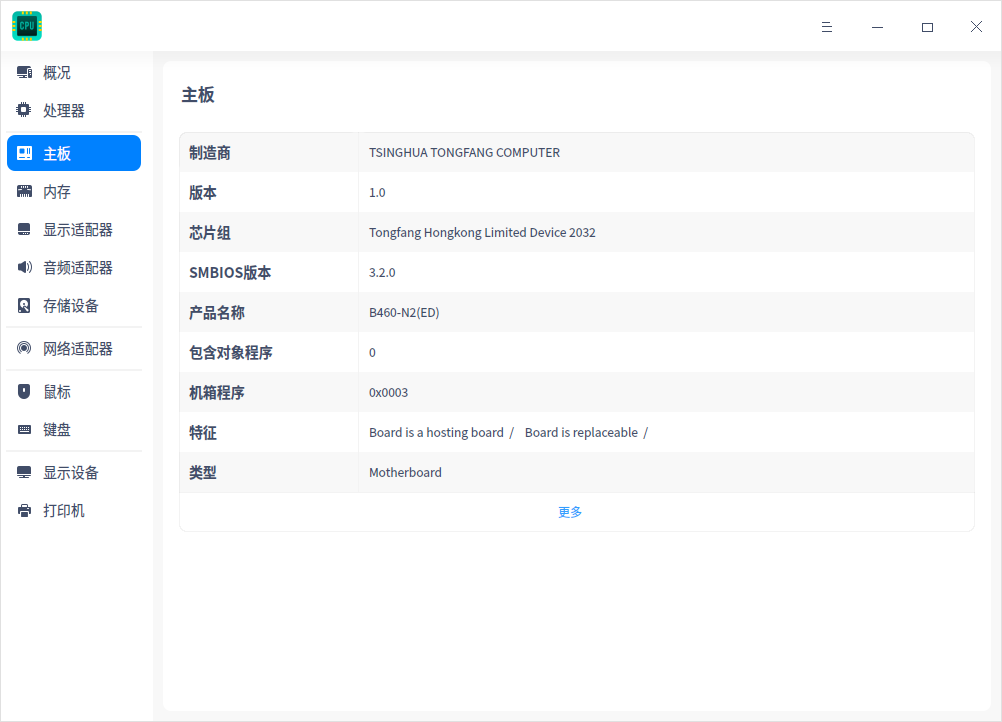 CPU
概况
处理器
主板
内存
显示适配器
音频适配器
存储设备
网络适配器
鼠标
键盘
显示设备
打印机
主板
制造商 TSINGHUA TONGFANG COMPUTER
版本 1.0
芯片组 Tongfang Hongkong Limited Device 2032
SMBIOS版本 3.2.0
产品名称 B460-N2(ED)
包含对象程序 0
机箱程序 0x0003
特征 Board is a hosting board / Board is replaceable /
类型 Motherboard
更多